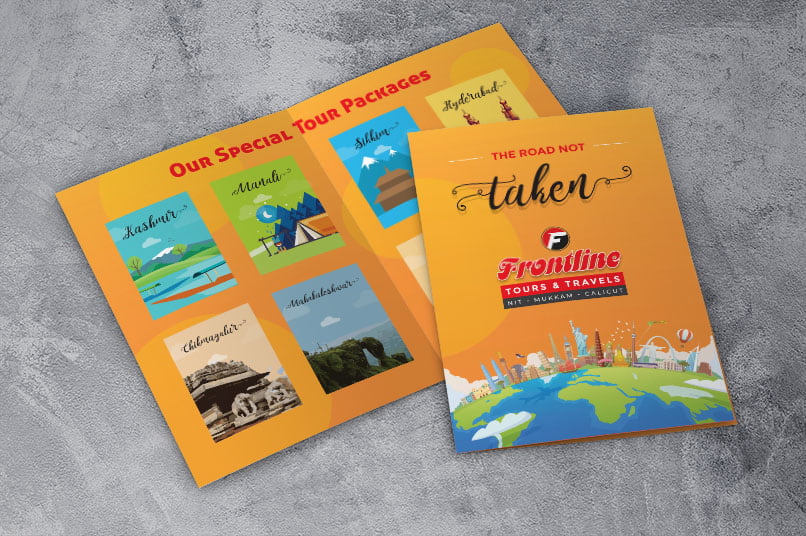 Our Special Tour Packages
Kashmir
Manali
Sikkim
Hyderabad
Chikmagalur
Mahabaleshwar
THE ROAD NOT
taken
F
Frontline
TOURS & TRAVELS
NIT - MUKKAM - CALICUT